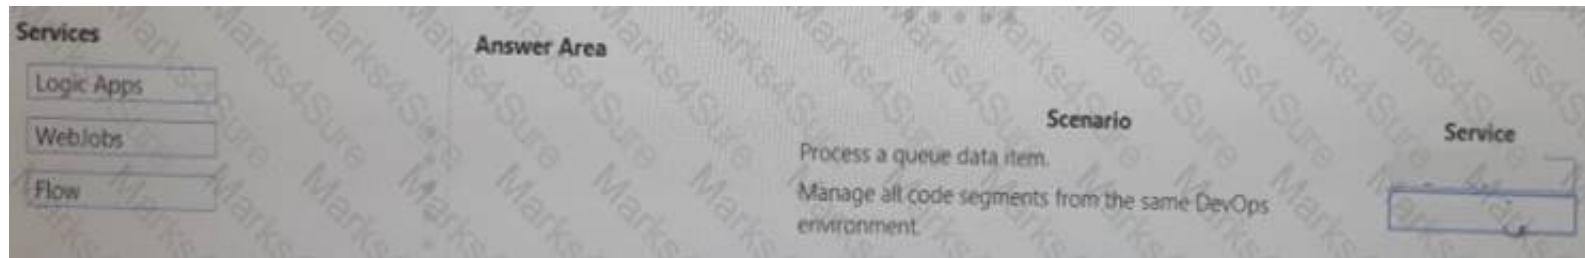 Services
Answer Area
Logic Apps
WebJobs
Flow
Scenario
Service
Process a queue data item.
Manage all code segments from the same DevOps
environment.
Marks4Sure